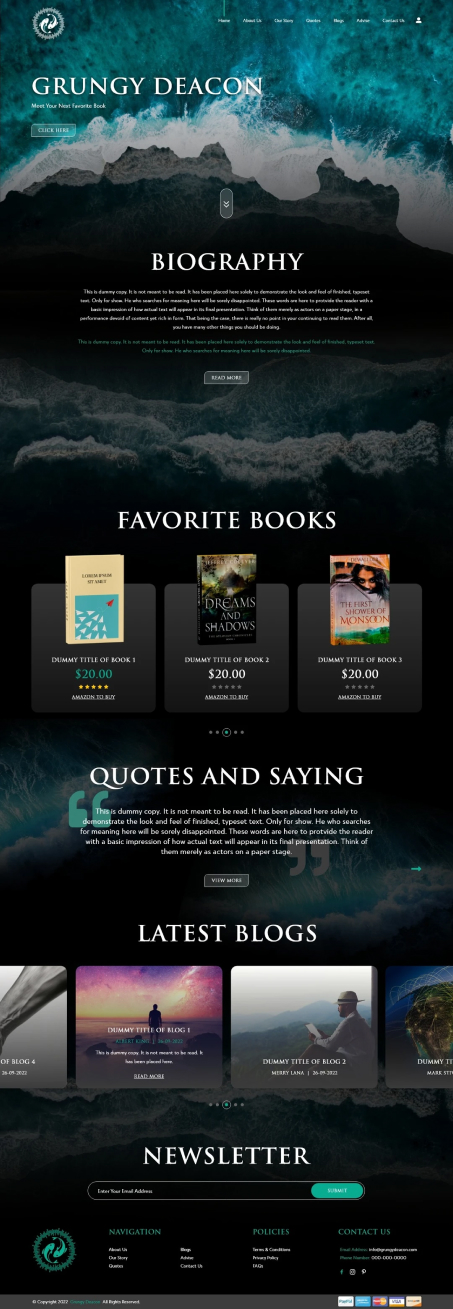 Home About Us Our Story Quotes Blogs Advise Contact Us
GRUNGY DEACON
Meet Your Next Favorite Book
CLICK HERE
BIOGRAPHY
This is dummy copy. It is not meant to be read. It has been placed here solely to demonstrate the look and feel of finished, typeset
text. Only for show. He who searches for meaning here will be sorely disappointed. These words are here to protvide the reader with a
basic impression of how actual text will appear in its final presentation. Think of them merely as actors on a paper stage, in a
performance devoid of content yet rich in form. That being the case, there is really no point in your continuing to read them. After all,
you have many other things you should be doing.
This is dummy copy. It is not meant to be read. It has been placed here solely to demonstrate the look and feel of finished, typeset text.
Only for show. He who searches for meaning here will be sorely disappointed.
READ MORE
FAVORITE BOOKS
LOREM IPSUM
SIT AMET
DREAMS
AND
SHADOWS
THE FIRST
SHOWER OF
MONSOON
DUMMY TITLE OF BOOK 1
$20.00
AMAZON TO BUY
DUMMY TITLE OF BOOK 2
$20.00
AMAZON TO BUY
DUMMY TITLE OF BOOK 3
$20.00
AMAZON TO BUY
QUOTES AND SAYING
This is dummy copy. It is not meant to be read. It has been placed here solely to
demonstrate the look and feel of finished, typeset text. Only for show. He who searches
for meaning here will be sorely disappointed. These words are here to protvide the reader
with a basic impression of how actual text will appear in its final presentation. Think of
them merely as actors on a paper stage.
VIEW MORE
LATEST BLOGS
OF BLOG 4
26-09-2022
DUMMY TITLE OF BLOG 1
| 26-09-2022
This is dummy copy. It is not meant to be read. It
has been placed here.
READ MORE
DUMMY TITLE OF BLOG 2
MERRY LANA | 26-09-2022
DUMMY TI
MARK
NEWSLETTER
Enter Your Email Address
SUBMIT
NAVIGATION
About Us
Our Story
Quotes
Blogs
Advise
Contact Us
POLICIES
Terms & Conditions
Privacy Policy
FAQs
CONTACT US
Email Address: info@grungydeacon.com
Phone Number: 000-000-0000
© Copyright 2022 Grungy Deacon. All Rights Reserved.
PayPal
VISA